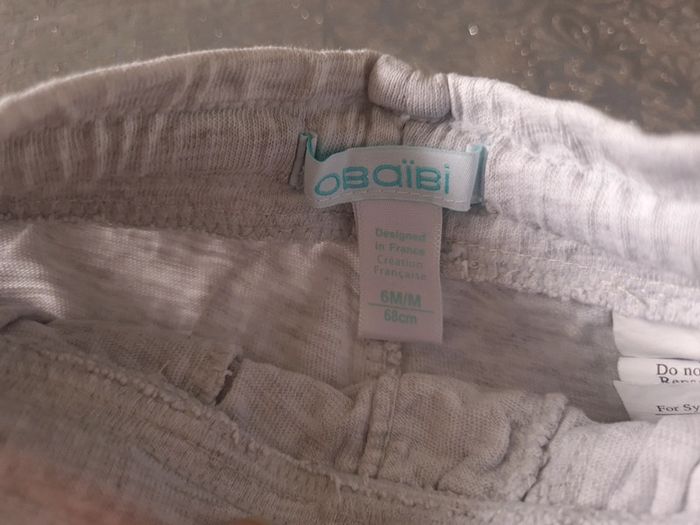 OBAÏBI
Designed
in France
Création
Française
6M/M
68cm
Do no
For Sy